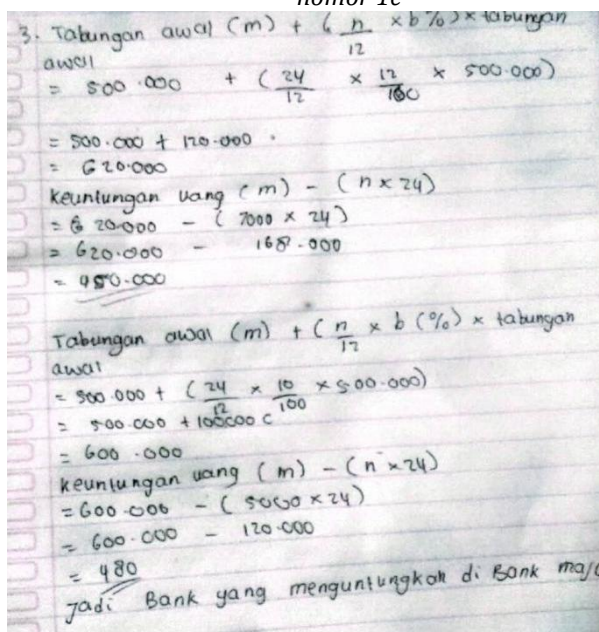 nomor 1c
3. Tabungan awal (m) + ( n/12 × b %) × tabungan
awal
= 500.000 + ( 24/12 × 12/100 × 500.000)
= 500.000 + 120.000
= 620.000
keuntungan uang (m) - (n × 24)
= 620.000 - ( 7000 × 24)
= 620.000 - 168.000
= 450.000
Tabungan awal (m) + ( n/12 × b (%) × tabungan
awal
= 500.000 + ( 24/12 × 10/100 × 500.000)
= 500.000 + 100000
= 600.000
keuntungan uang (m) - (n × 24)
= 600.000 - ( 5000 × 24)
= 600.000 - 120.000
= 480
Jadi Bank yang menguntungkan di Bank